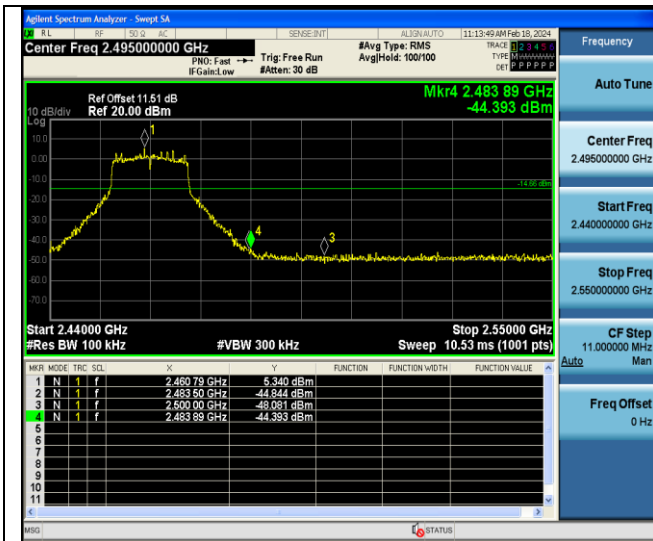 Agilent Spectrum Analyzer - Swept SA
RL RF 50 Ω AC SENSE:INT ALIGN AUTO 11:13:49 AM Feb 18, 2024
Center Freq 2.495000000 GHz #Avg Type: RMS TRACE 1 2 3 4 5 6
PNO: Fast Trig: Free Run Avg|Hold: 100/100 TYPE M
IFGain:Low #Atten: 30 dB DET P P P P P P
Mkr4 2.483 89 GHz
-44.393 dBm
Ref Offset 11.51 dB
10 dB/div Ref 20.00 dBm
Log
10.0
0.00
-10.0
-20.0
-30.0
-40.0
-50.0
-60.0
-70.0
1
-14.66 dBm
4
3
Start 2.44000 GHz Stop 2.55000 GHz
#Res BW 100 kHz #VBW 300 kHz Sweep 10.53 ms (1001 pts)
MKR MODE TRC SCL X Y FUNCTION FUNCTION WIDTH FUNCTION VALUE
1 N 1 f 2.460 79 GHz 5.340 dBm
2 N 1 f 2.483 50 GHz -44.844 dBm
3 N 1 f 2.500 00 GHz -48.081 dBm
4 N 1 f 2.483 89 GHz -44.393 dBm
5
6
7
8
9
10
11
MSG STATUS
Frequency
Auto Tune
Center Freq
2.495000000 GHz
Start Freq
2.440000000 GHz
Stop Freq
2.550000000 GHz
CF Step
11.000000 MHz
Auto Man
Freq Offset
0 Hz